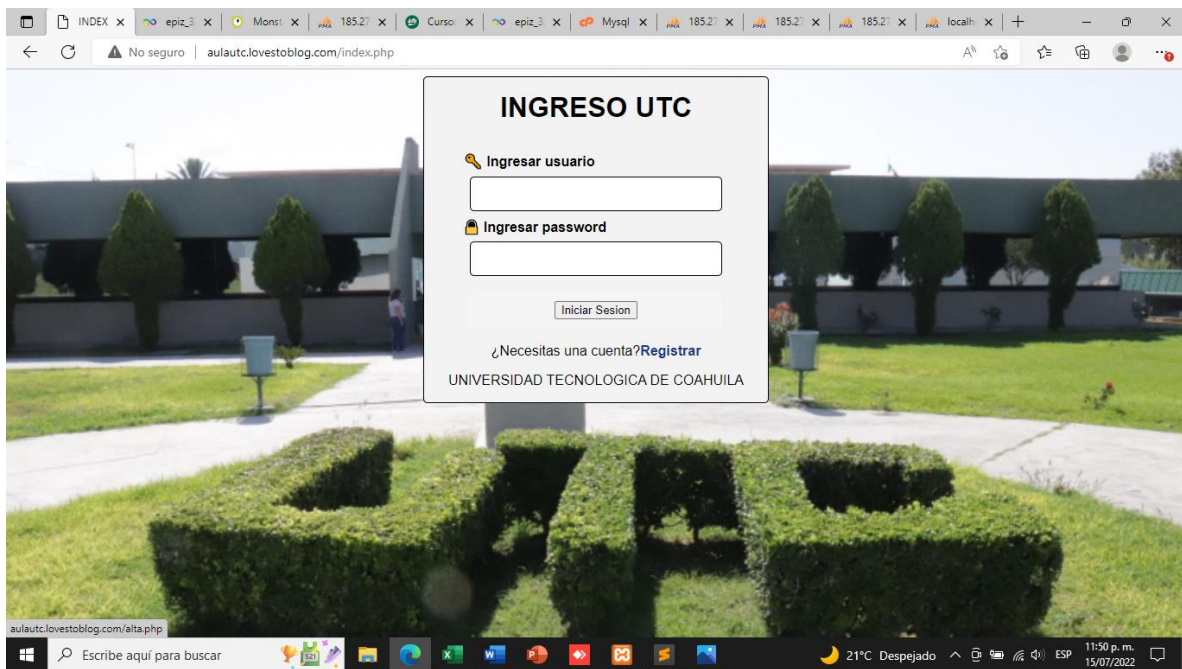 INDEX
epiz_3
Monst
185.27
Curso:
epiz_3
Mysql
185.27
185.27
185.27
localh
No seguro | aulautc.lovestoblog.com/index.php
INGRESO UTC
Ingresar usuario
Ingresar password
Iniciar Sesion
¿Necesitas una cuenta?Registrar
UNIVERSIDAD TECNOLOGICA DE COAHUILA
UTC
aulautc.lovestoblog.com/alta.php
Escribe aquí para buscar
21°C Despejado
ESP
11:50 p. m.
15/07/2022